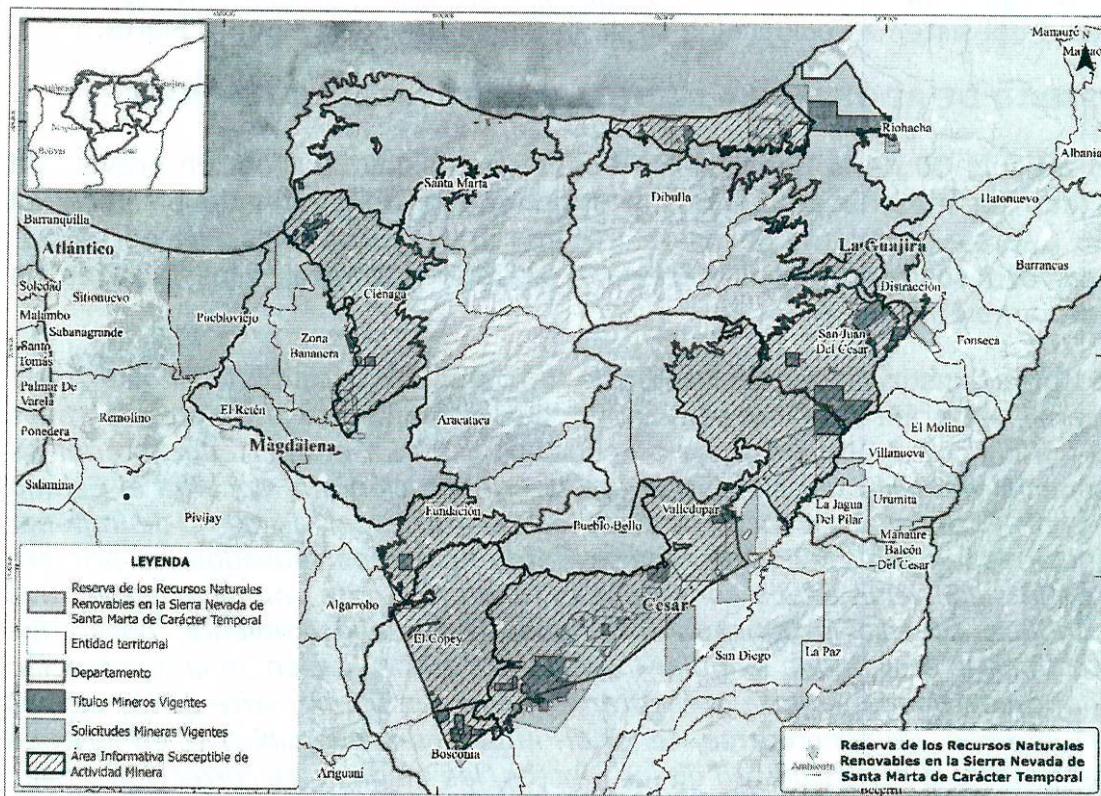 Manaure
N
Riohacha
Albania
Santa Marta
Dibulla
Hatonuevo
Barranquilla
Atlántico
La Guajira
Barrancas
Soledad
Sitionuevo
Ciénaga
Distracción
Malambo
Puebloviejo
Sabanagrande
Zona
Bananera
San Juan
Del Cesar
Fonseca
Santo
Tomás
Palmar De
Varela
Remolino
El Retén
Aracataca
El Molino
Ponedera
Magdalena
Villanueva
Salamina
Fundación
Valledupar
La Jagua
Del Pilar
Urumita
Pivijay
Pueblo Bello
Manaure
Balcón
Del Cesar
Algarrobo
Cesar
El Copey
San Diego
La Paz
Bosconia
Ariguaní
Becerril
LEYENDA
Reserva de los Recursos Naturales
Renovables en la Sierra Nevada de
Santa Marta de Carácter Temporal
Entidad territorial
Departamento
Títulos Mineros Vigentes
Solicitudes Mineras Vigentes
Área Informativa Susceptible de
Actividad Minera
Ambiente
Reserva de los Recursos Naturales
Renovables en la Sierra Nevada de
Santa Marta de Carácter Temporal